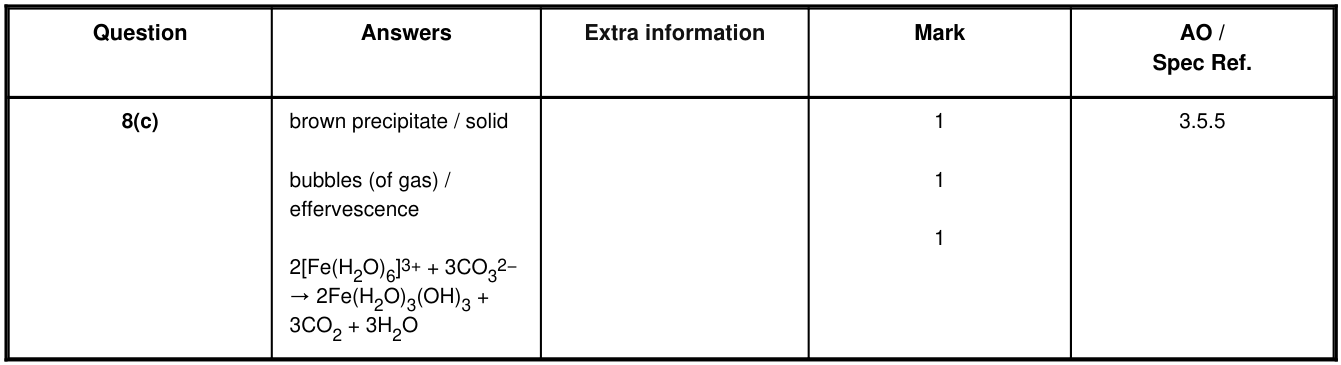 Question Answers Extra information Mark AO /
Spec Ref.
8(c) brown precipitate / solid 1 3.5.5
bubbles (of gas) / 1
effervescence
1
2[Fe(H₂O)₆]³⁺ + 3CO₃²⁻
→ 2Fe(H₂O)₃(OH)₃ +
3CO₂ + 3H₂O